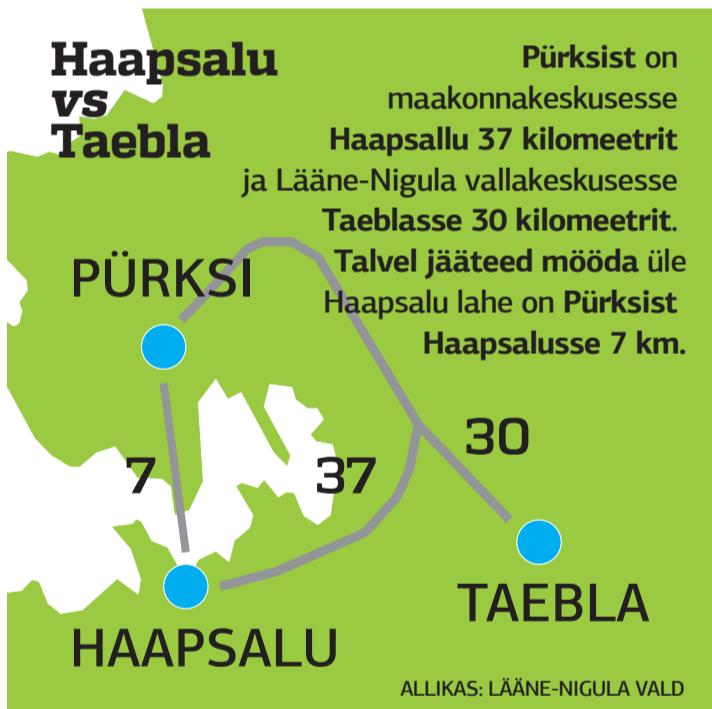 Haapsalu
vs
Taebla
Pürksist on
maakonnakeskusesse
Haapsallu 37 kilomeetrit
ja Lääne-Nigula vallakeskusesse
Taeblasse 30 kilomeetrit.
Talvel jääteed mööda üle
Haapsalu lahe on Pürksist
Haapsalusse 7 km.
PÜRKSI
7
37
30
TAEBLA
HAAPSALU
ALLIKAS: LÄÄNE-NIGULA VALD